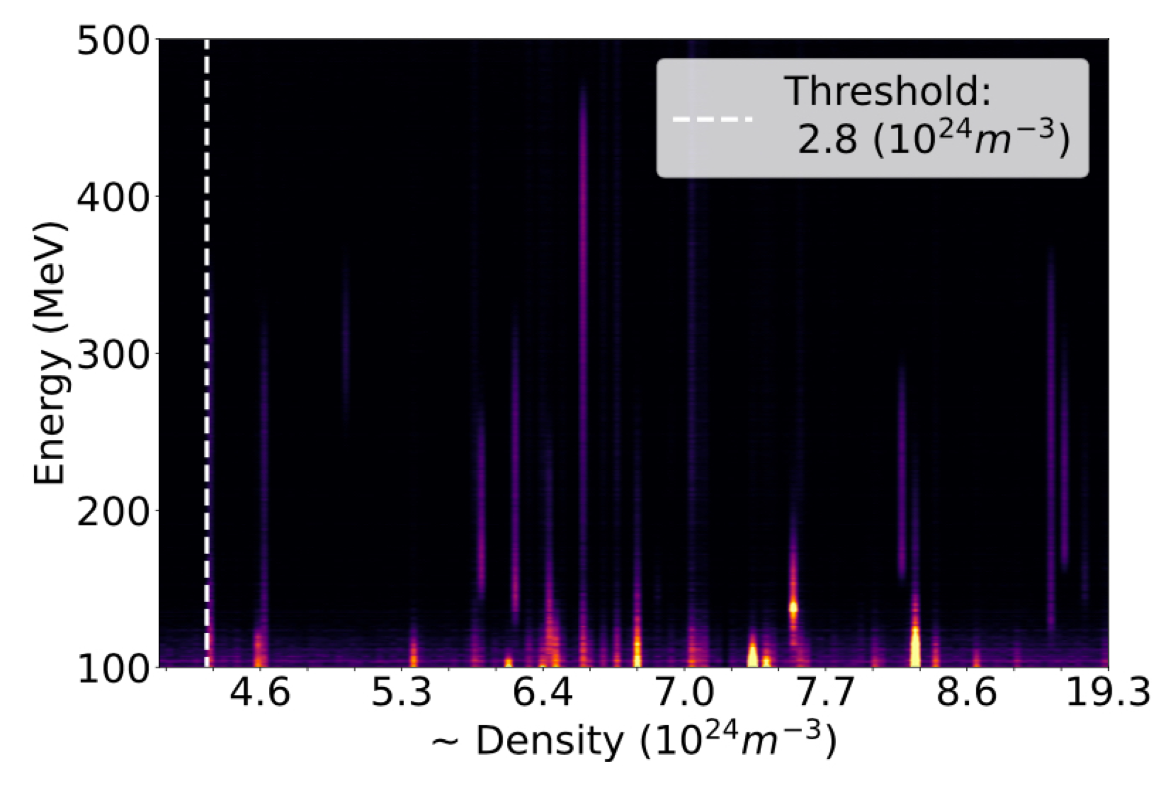 500
400
300
200
100
Energy (MeV)
Threshold:
2.8 (10²⁴m⁻³)
4.6 5.3 6.4 7.0 7.7 8.6 19.3
~ Density (10²⁴m⁻³)